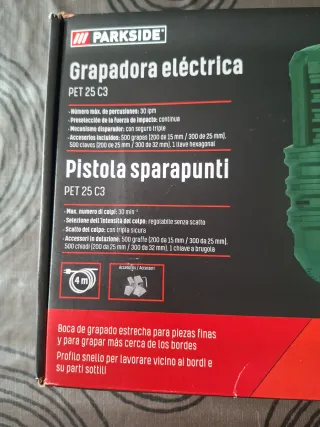 /// PARKSIDE®
Grapadora eléctrica
PET 25 C3
• Número máx. de percusiones: 30 ipm
• Preselección de la fuerza de impacto: continua
• Mecanismo disparador: con seguro triple
• Accesorios incluidos: 500 grapas (200 de 15 mm / 300 de 25 mm),
500 clavos (200 de 25 mm / 300 de 32 mm), 1 llave hexagonal
Pistola sparapunti
PET 25 C3
• Max. numero di colpi: 30 min⁻¹
• Selezione dell'intensità del colpo: regolabile senza scatto
• Scatto del colpo: con tripla sicura
• Accessori in dotazione: 500 graffe (200 da 15 mm / 300 da 25 mm),
500 chiodi (200 da 25 mm / 300 da 32 mm), 1 chiave a brugola
4 m
Accesorios / Accessori
Boca de grapado estrecha para piezas finas
y para grapar más cerca de los bordes
Profilo snello per lavorare vicino ai bordi e
su parti sottili